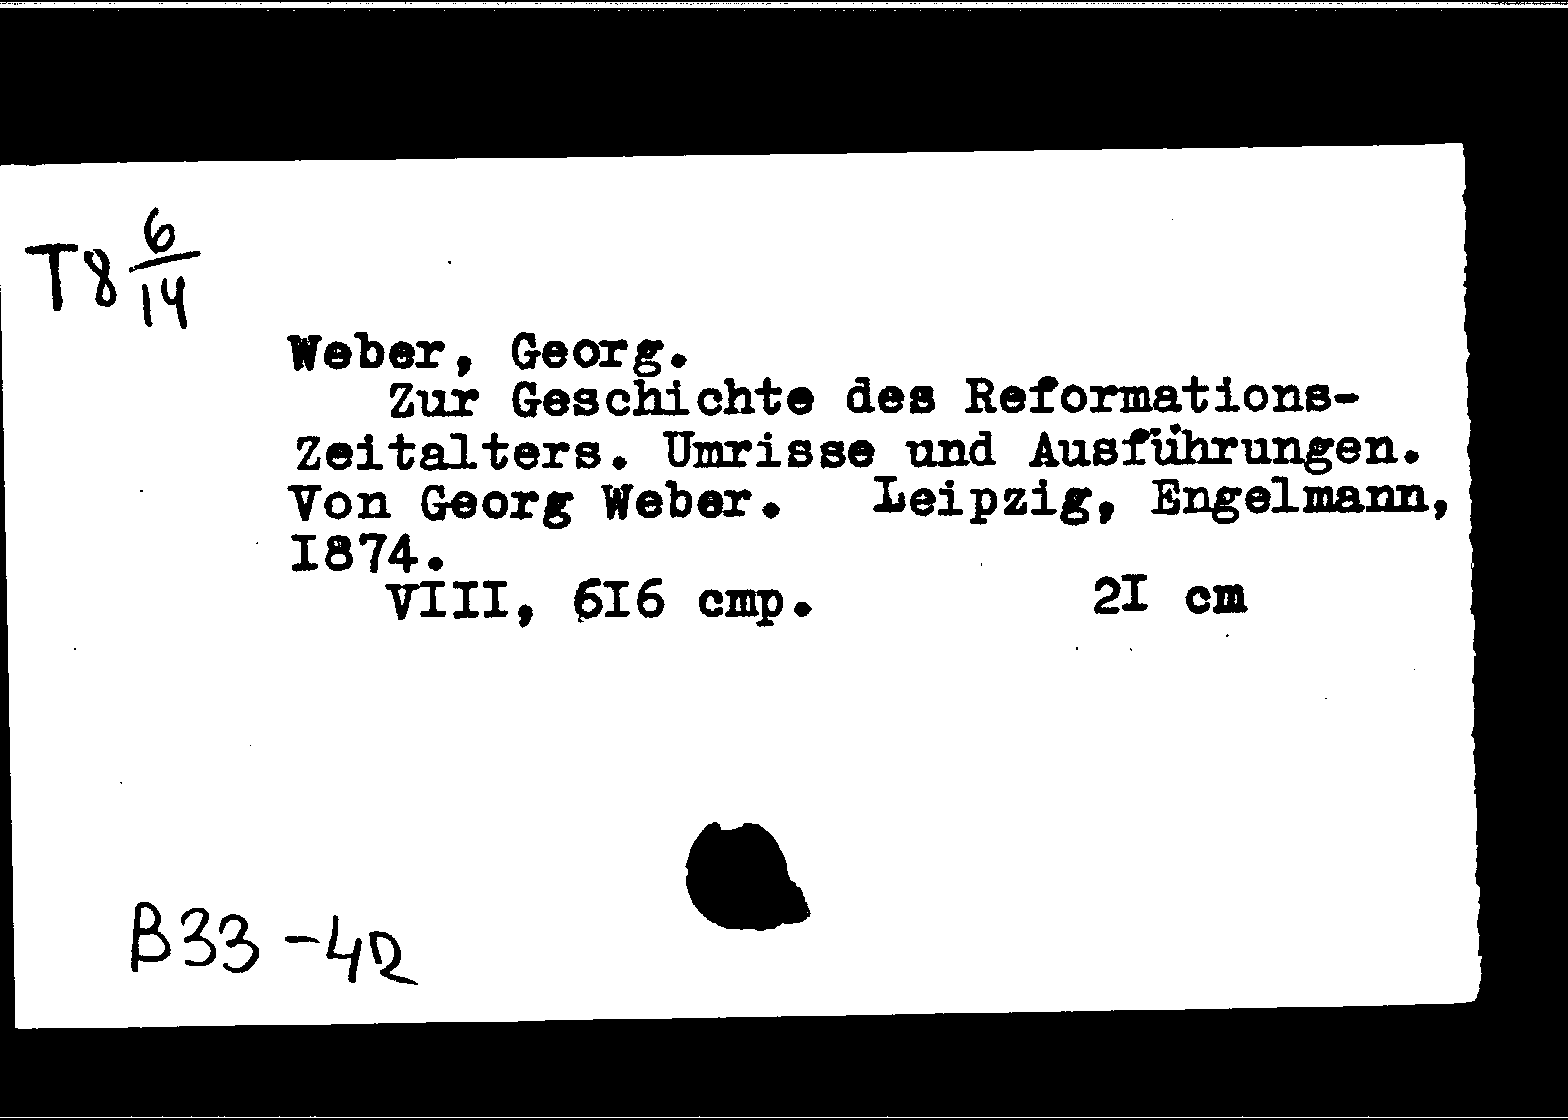 T8 6/14
Weber, Georg.
Zur Geschichte des Reformations-
Zeitalters. Umrisse und Ausführungen.
Von Georg Weber. Leipzig, Engelmann,
I874.
VIII, 6I6 стр. 2I cm
B33-42